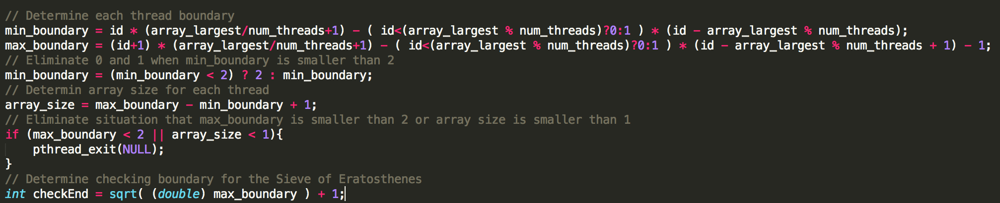 // Determine each thread boundary
min_boundary = id * (array_largest/num_threads+1) - ( id<(array_largest % num_threads)?0:1 ) * (id - array_largest % num_threads);
max_boundary = (id+1) * (array_largest/num_threads+1) - ( id<(array_largest % num_threads)?0:1 ) * (id - array_largest % num_threads + 1) - 1;
// Eliminate 0 and 1 when min_boundary is smaller than 2
min_boundary = (min_boundary < 2) ? 2 : min_boundary;
// Determin array size for each thread
array_size = max_boundary - min_boundary + 1;
// Eliminate situation that max_boundary is smaller than 2 or array size is smaller than 1
if (max_boundary < 2 || array_size < 1){
    pthread_exit(NULL);
}
// Determine checking boundary for the Sieve of Eratosthenes
int checkEnd = sqrt( (double) max_boundary ) + 1;